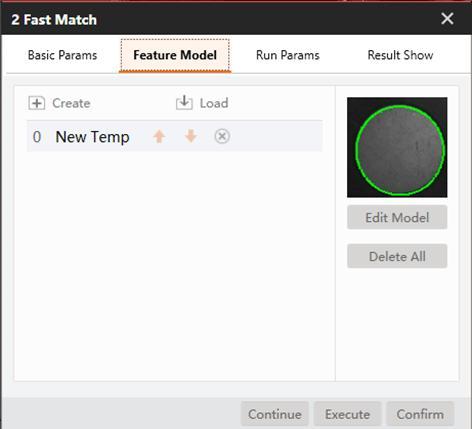 2 Fast Match
Basic Params Feature Model Run Params Result Show
Create Load
0 New Temp
Edit Model
Delete All
Continue Execute Confirm